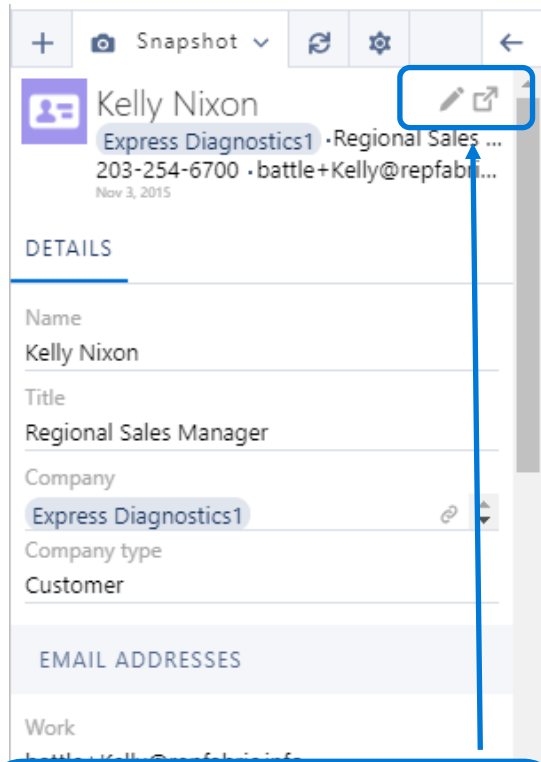 Snapshot
Kelly Nixon
Express Diagnostics1 · Regional Sales ...
203-254-6700 · battle+Kelly@repfabri...
Nov 3, 2015
DETAILS
Name
Kelly Nixon
Title
Regional Sales Manager
Company
Express Diagnostics1
Company type
Customer
EMAIL ADDRESSES
Work